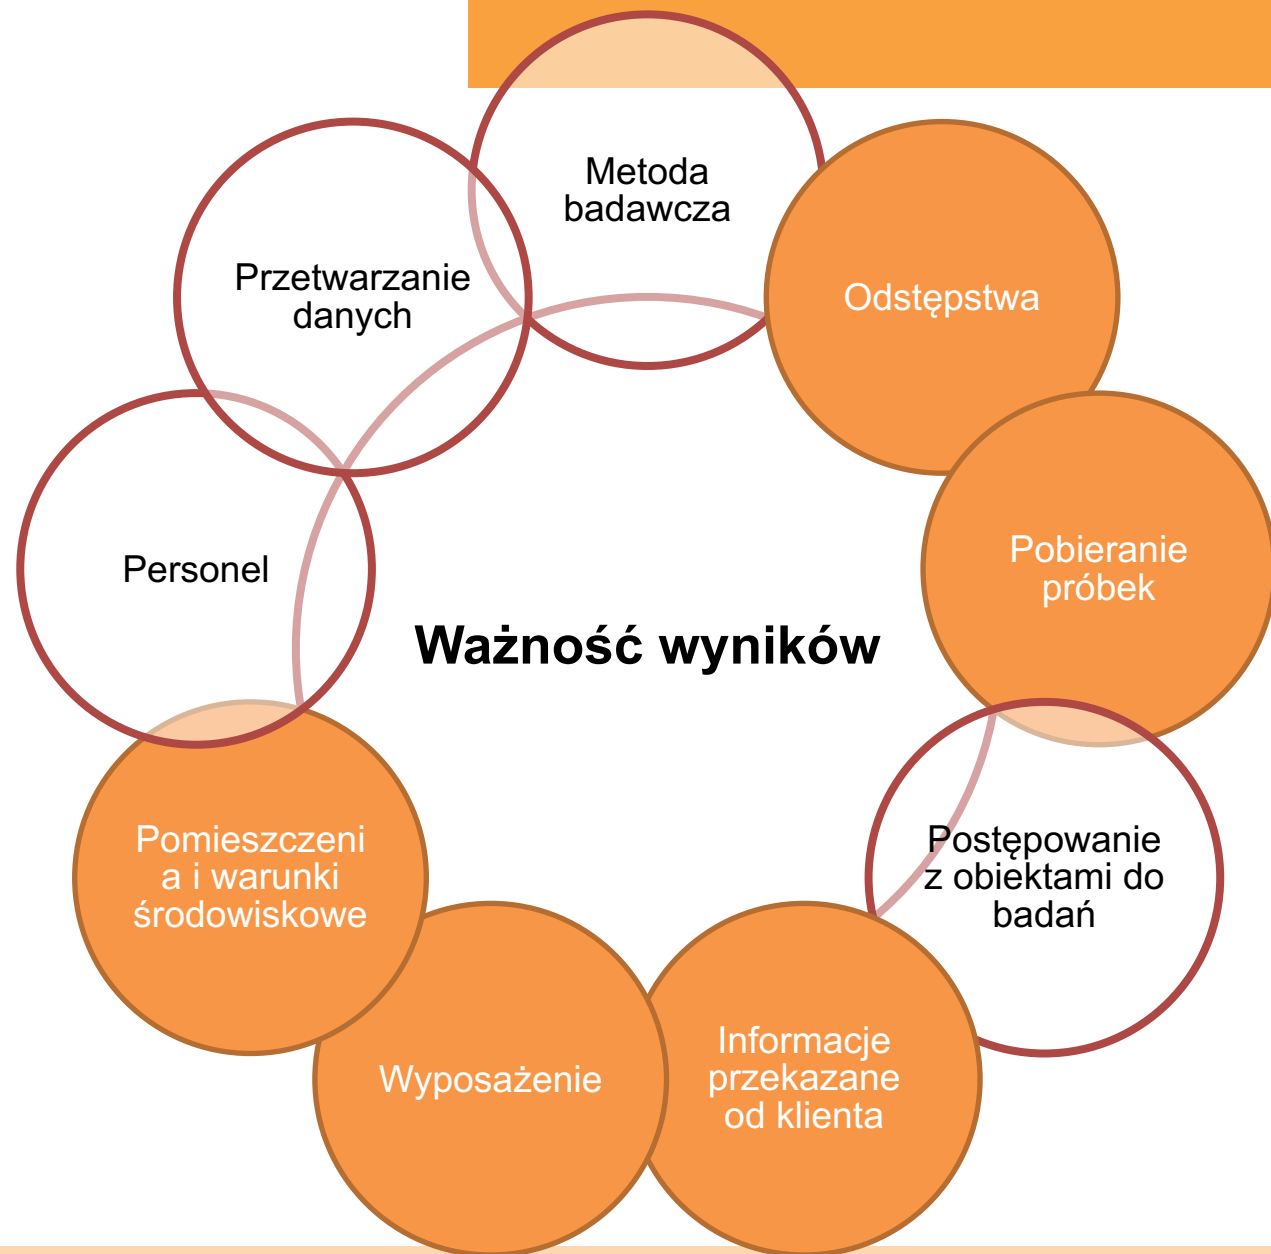 Metoda
badawcza
Odstępstwa
Pobieranie
próbek
Postępowanie
z obiektami do
badań
Informacje
przekazane
od klienta
Wyposażenie
Pomieszczeni
a i warunki
środowiskowe
Personel
Przetwarzanie
danych
Ważność wyników